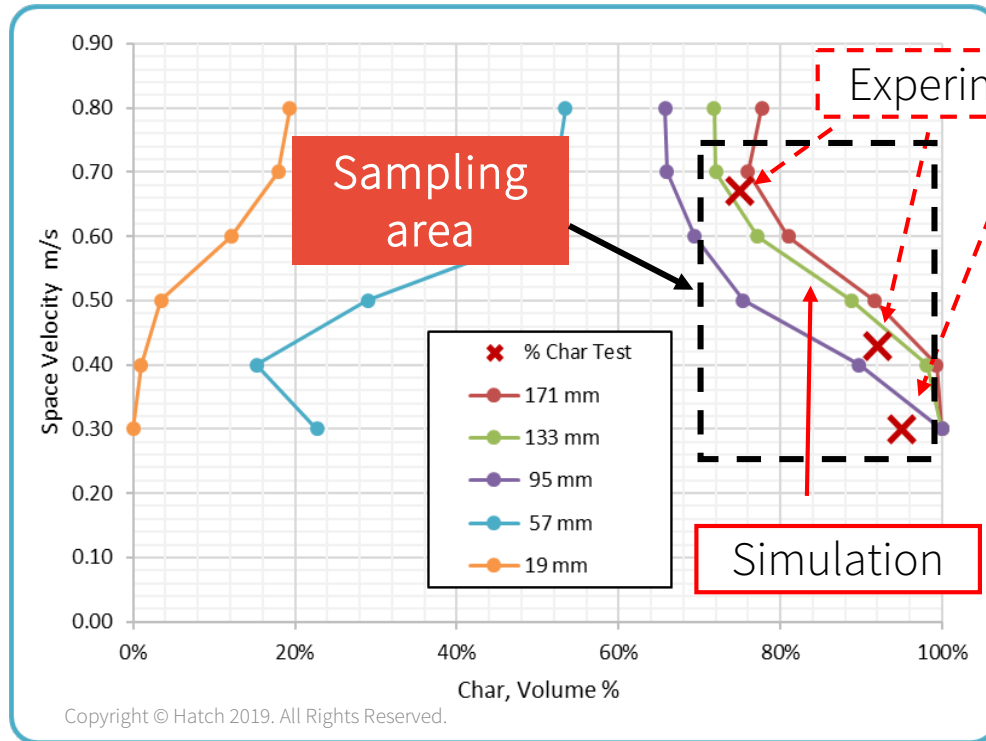 0.90
0.80
0.70
0.60
0.50
0.40
0.30
0.20
0.10
0.00
Space Velocity m/s
Sampling
area
% Char Test
171 mm
133 mm
95 mm
57 mm
19 mm
Simulation
0%
20%
40%
60%
80%
100%
Char, Volume %
Copyright © Hatch 2019. All Rights Reserved.